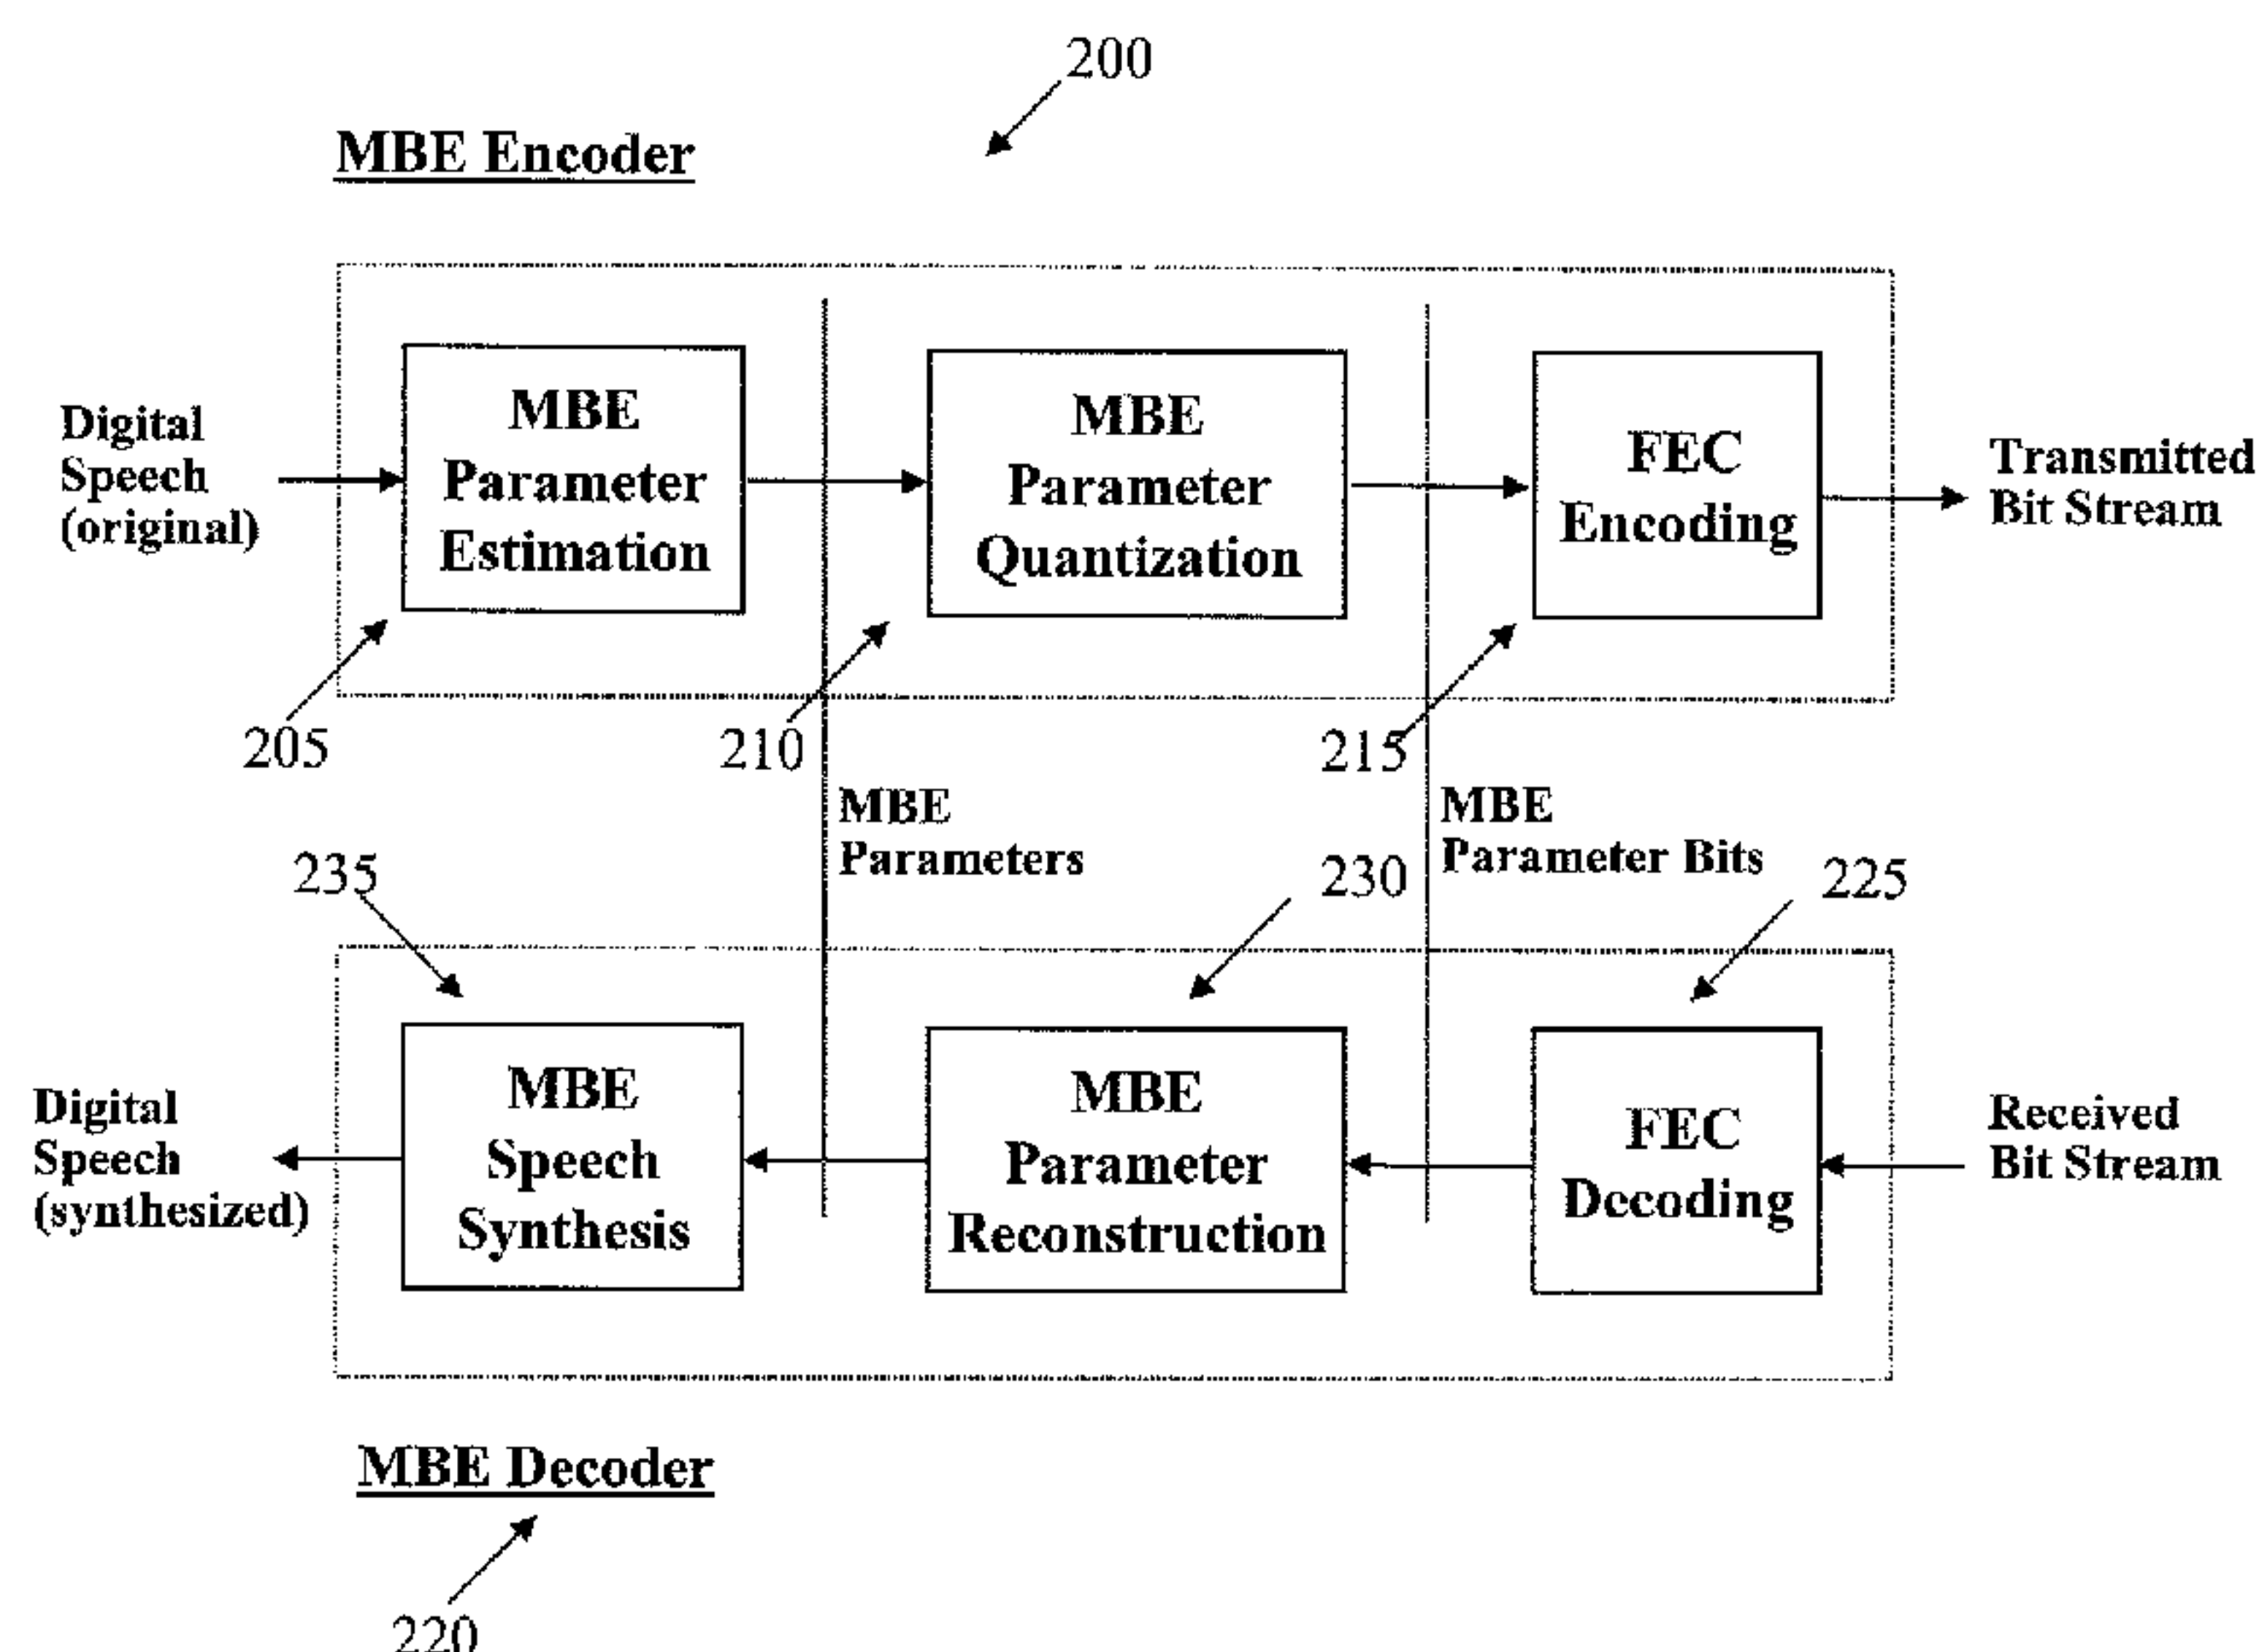 200
MBE Encoder
Digital
Speech
(original)
MBE
Parameter
Estimation
MBE
Parameter
Quantization
FEC
Encoding
Transmitted
Bit Stream
205
210
215
MBE
Parameters
MBE
Parameter Bits
235
230
225
Digital
Speech
(synthesized)
MBE
Speech
Synthesis
MBE
Parameter
Reconstruction
FEC
Decoding
Received
Bit Stream
MBE Decoder
220